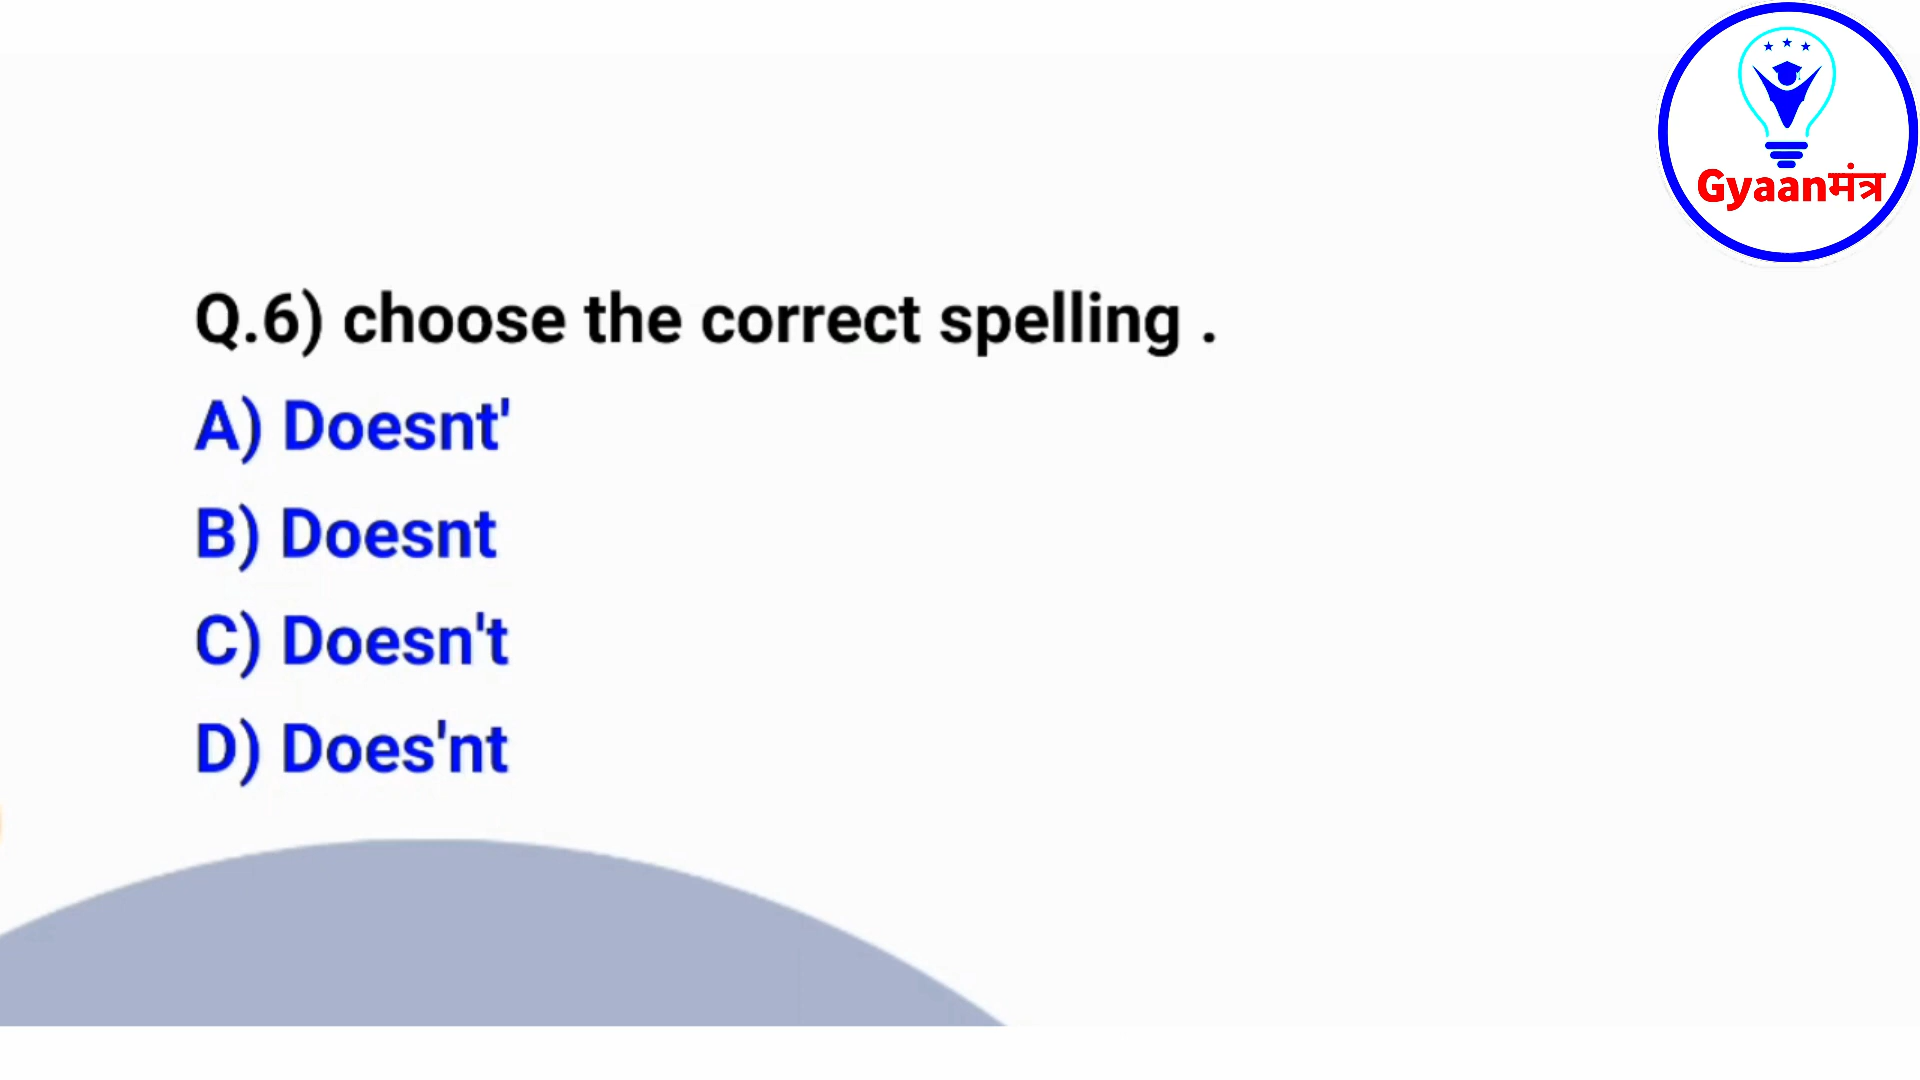 Gyaanमंत्र
Q.6) choose the correct spelling .
A) Doesnt'
B) Doesnt
C) Doesn't
D) Does'nt